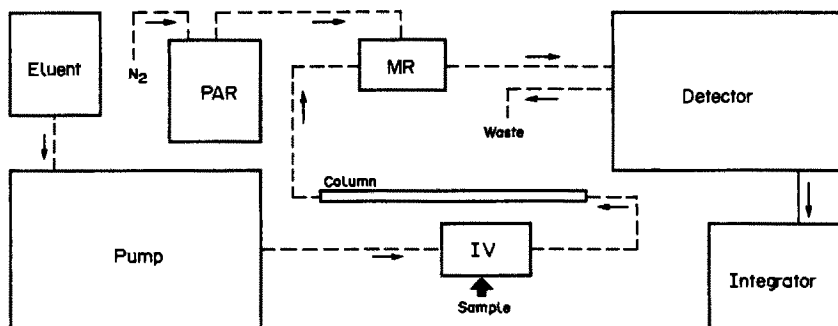 Eluent
N2
PAR
MR
Detector
Waste
Column
Pump
IV
Sample
Integrator